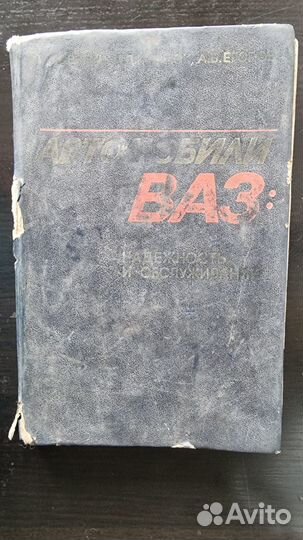 А.В. ЕГОРОВ
АВТОМОБИЛИ
ВАЗ:
НАДЕЖНОСТЬ
И ОБСЛУЖИВАНИЕ
Avito